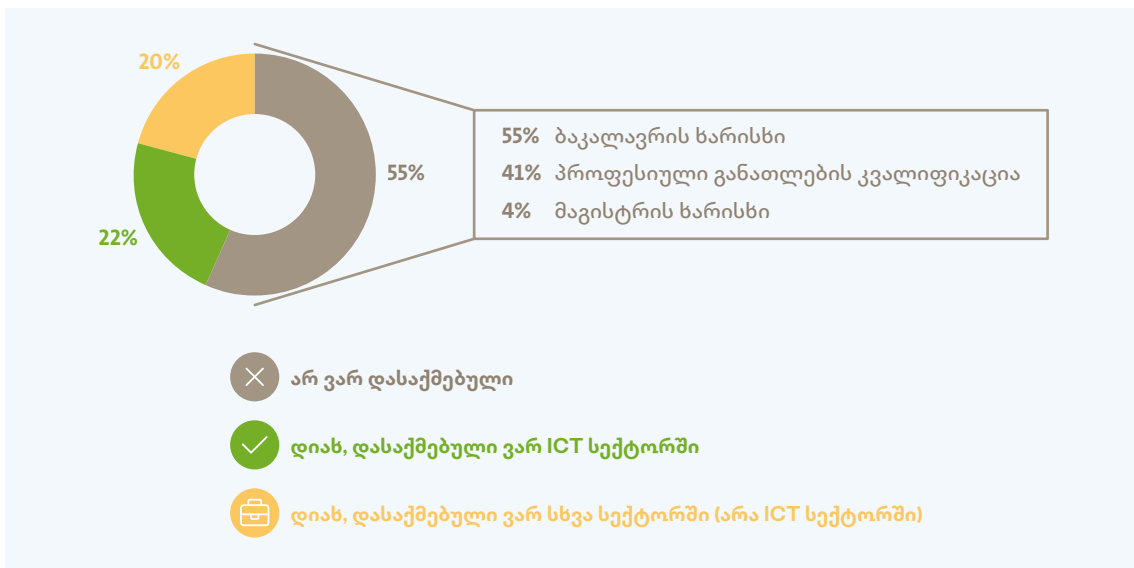 20%
55%
22%
55% ბაკალავრის ხარისხი
41% პროფესიული განათლების კვალიფიკაცია
4% მაგისტრის ხარისხი
არ ვარ დასაქმებული
დიახ, დასაქმებული ვარ ICT სექტორში
დიახ, დასაქმებული ვარ სხვა სექტორში (არა ICT სექტორში)